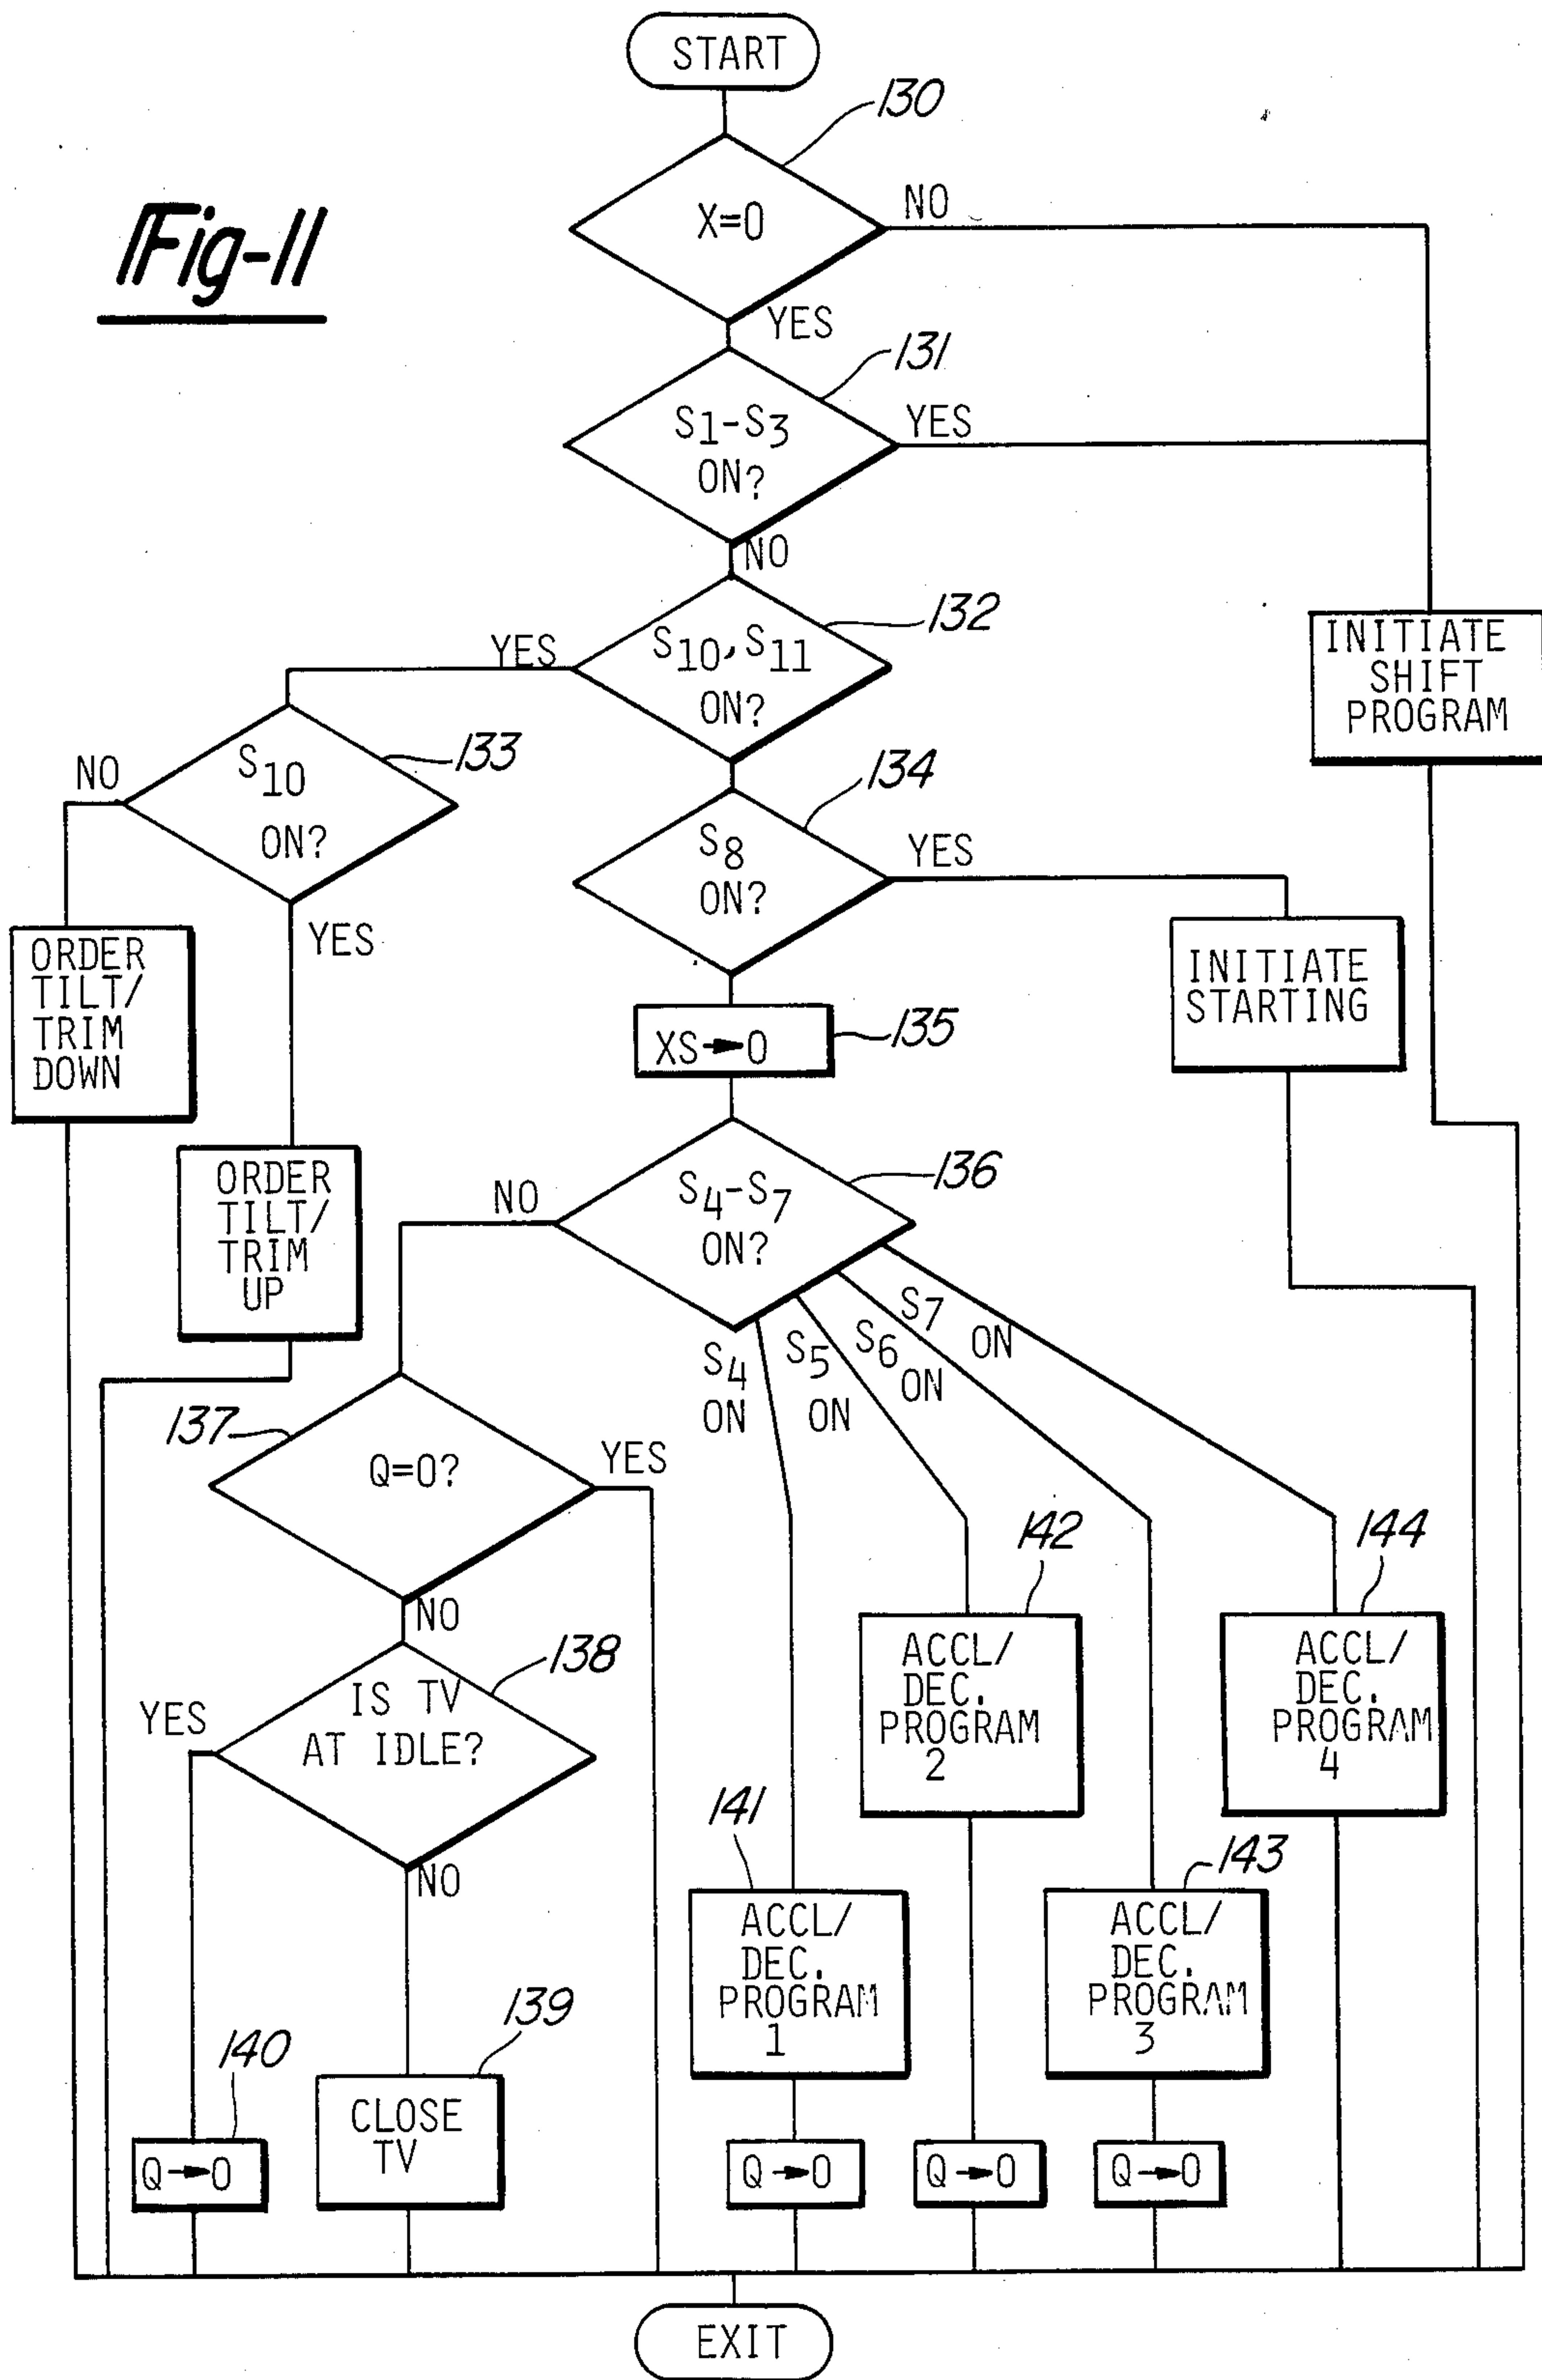 START
130
Fig-11
X=0
NO
YES
131
S1-S3
ON?
YES
NO
132
S10,S11
ON?
YES
INITIATE
SHIFT
PROGRAM
133
S10
ON?
NO
YES
134
S8
ON?
YES
ORDER
TILT/
TRIM
DOWN
INITIATE
STARTING
XS→0
135
ORDER
TILT/
TRIM
UP
136
S4-S7
ON?
NO
S4
ON
S5
ON
S6
ON
S7
ON
137
Q=0?
YES
NO
138
IS TV
AT IDLE?
YES
NO
142
ACCL/
DEC.
PROGRAM
2
144
ACCL/
DEC.
PROGRAM
4
141
ACCL/
DEC.
PROGRAM
1
143
ACCL/
DEC.
PROGRAM
3
140
Q→0
139
CLOSE
TV
Q→0
Q→0
Q→0
EXIT